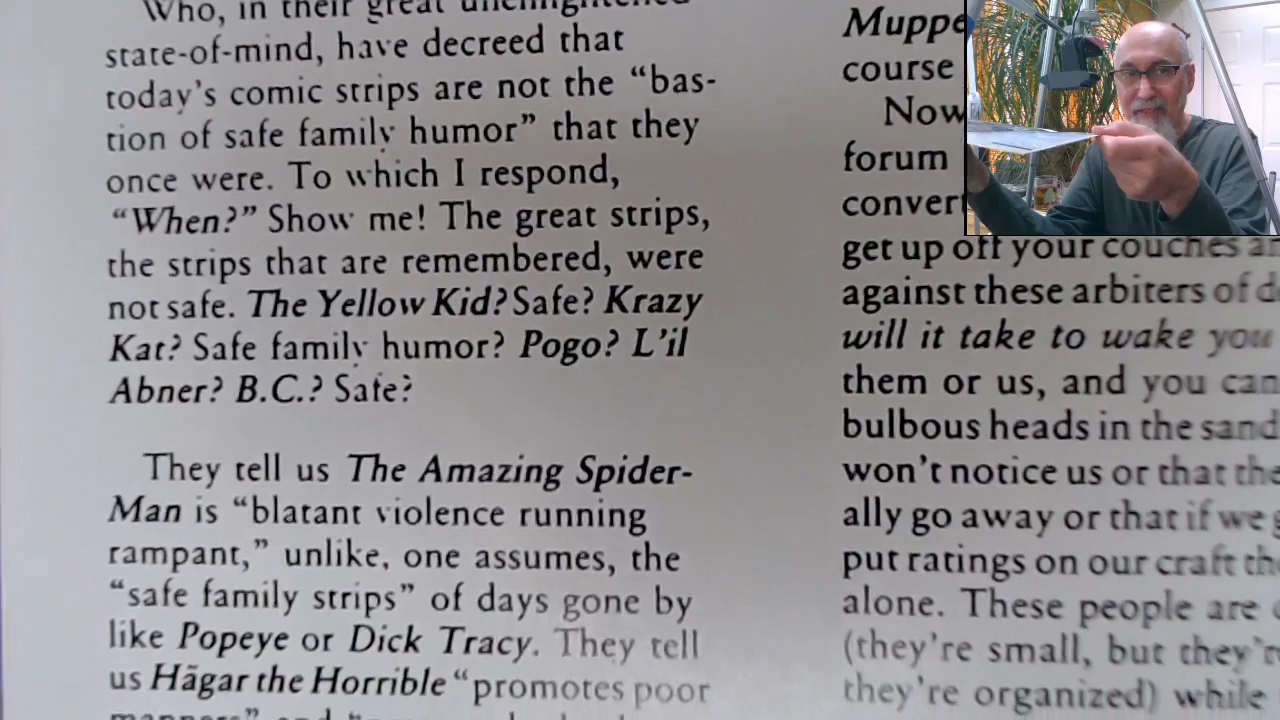 Who, in their great unenlightened
state-of-mind, have decreed that
today's comic strips are not the “bas-
tion of safe family humor” that they
once were. To which I respond,
“When?” Show me! The great strips,
the strips that are remembered, were
not safe. The Yellow Kid? Safe? Krazy
Kat? Safe family humor? Pogo? L'il
Abner? B.C.? Safe?
They tell us The Amazing Spider-
Man is “blatant violence running
rampant,” unlike, one assumes, the
“safe family strips” of days gone by
like Popeye or Dick Tracy. They tell
us Hägar the Horrible “promotes poor
manners” and
course
Now
forum
get up off your couches
against these arbiters of
will it take to wake you
them or us, and you can
bulbous heads in the sand
won't notice us or that
ally go away or that if we
put ratings on our craft
alone. These people are
(they're small, but
they're organized) while